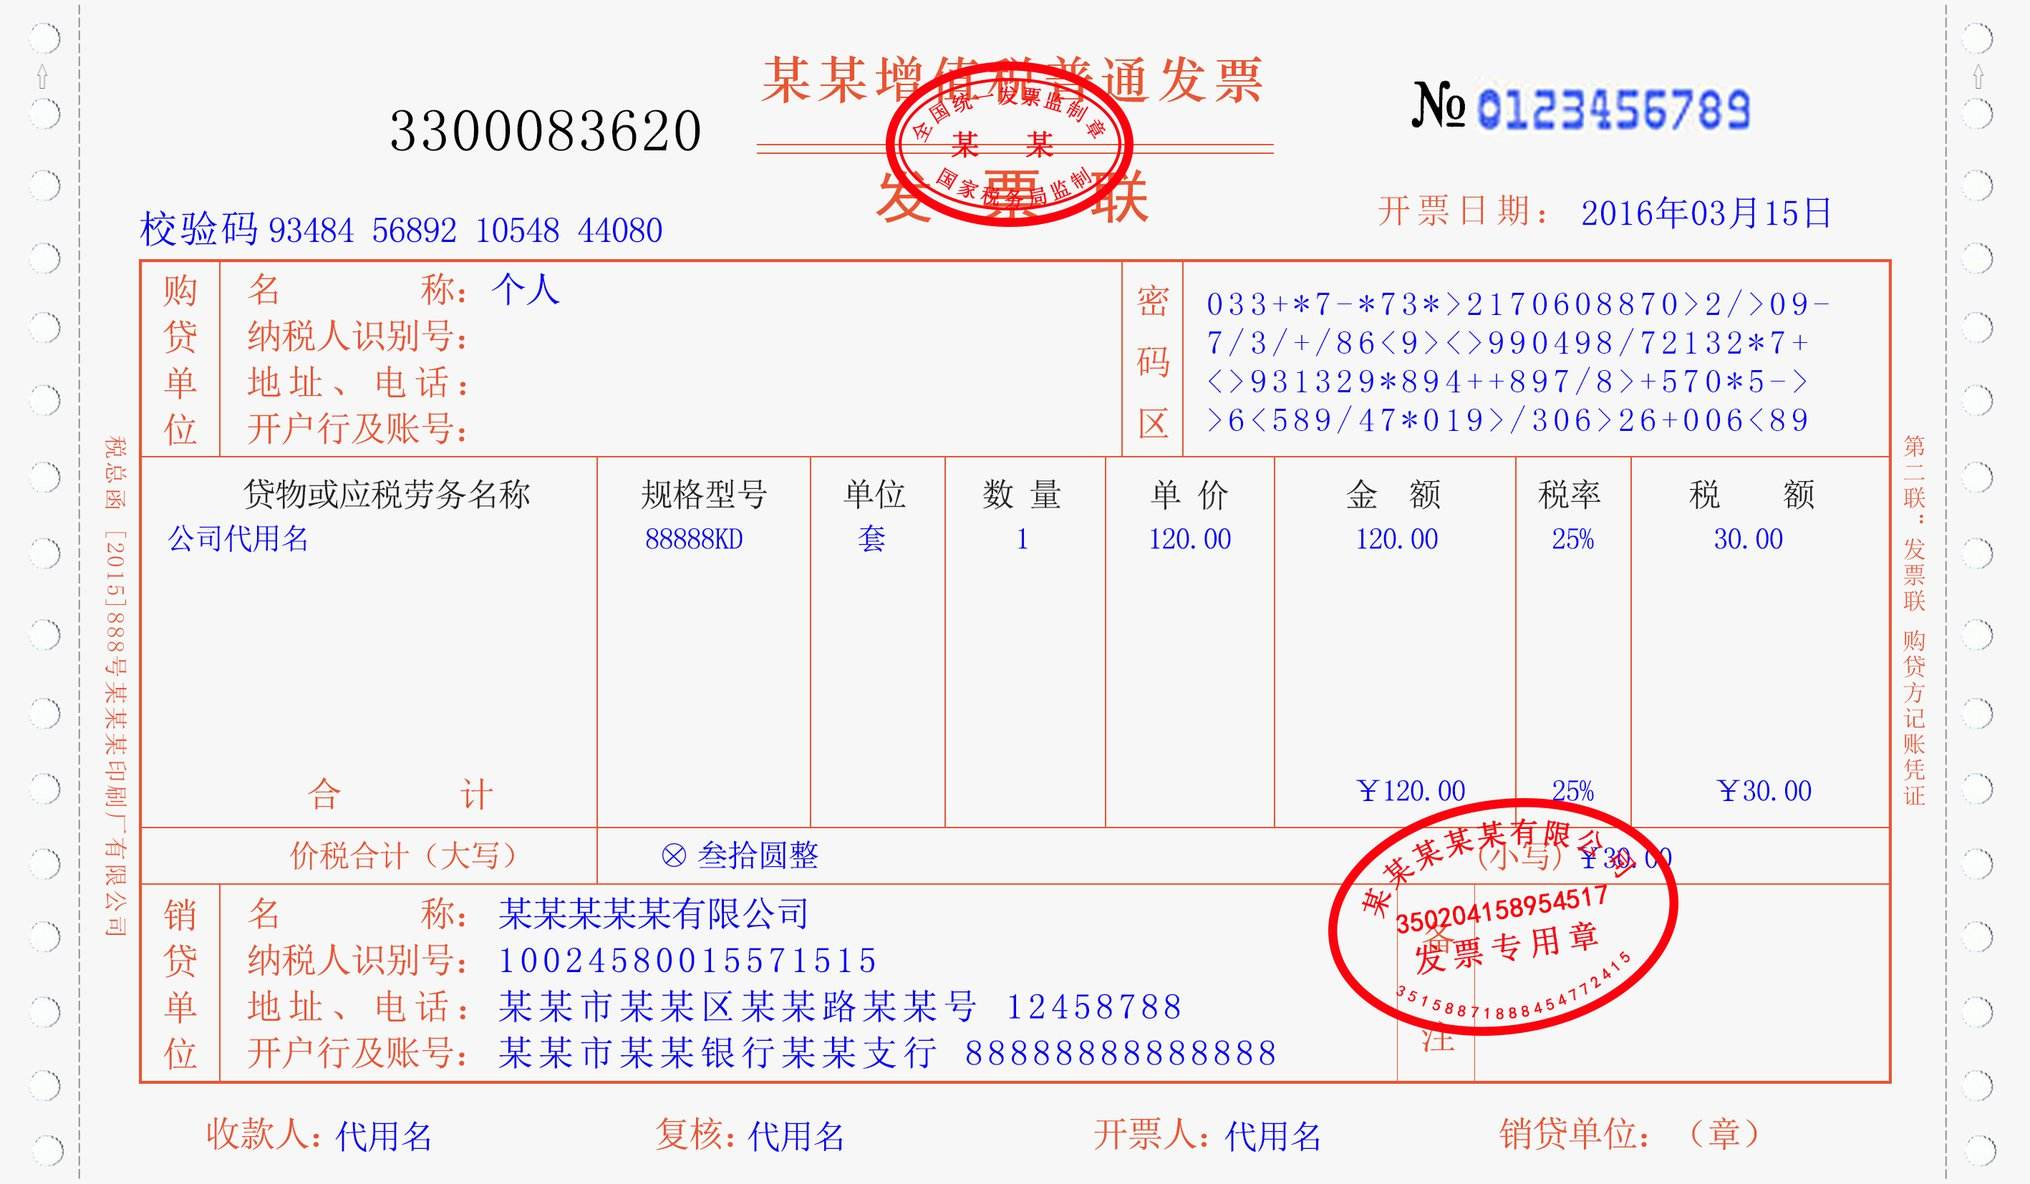 某某增值税普通发票
全国统一发票监制章
某 某
国家税务局监制
发票联
3300083620
№ 0123456789
校验码 93484 56892 10548 44080
开票日期： 2016年03月15日
购贷单位
名 称： 个人
纳税人识别号：
地址、电话：
开户行及账号：
密码区
033+*7-*73*>2170608870>2/>09-
7/3/+/86<9><>990498/72132*7+
<>931329*894++897/8>+570*5->
>6<589/47*019>/306>26+006<89
贷物或应税劳务名称 规格型号 单位 数量 单价 金额 税率 税额
公司代用名 88888KD 套 1 120.00 120.00 25% 30.00
合 计 ￥120.00 25% ￥30.00
价税合计（大写） ⊗ 叁拾圆整 （小写）￥30.00
销贷单位
名 称： 某某某某某有限公司
纳税人识别号： 10024580015571515
地址、电话： 某某市某某区某某路某某号 12458788
开户行及账号： 某某市某某银行某某支行 88888888888888
备注
某某某某某有限公司
350204158954517
发票专用章
3515887188845477​2415
收款人：代用名 复核：代用名 开票人：代用名 销贷单位：（章）
税总函 [2015]888号某某某印刷厂有限公司
第二联：发票联 购贷方记账凭证